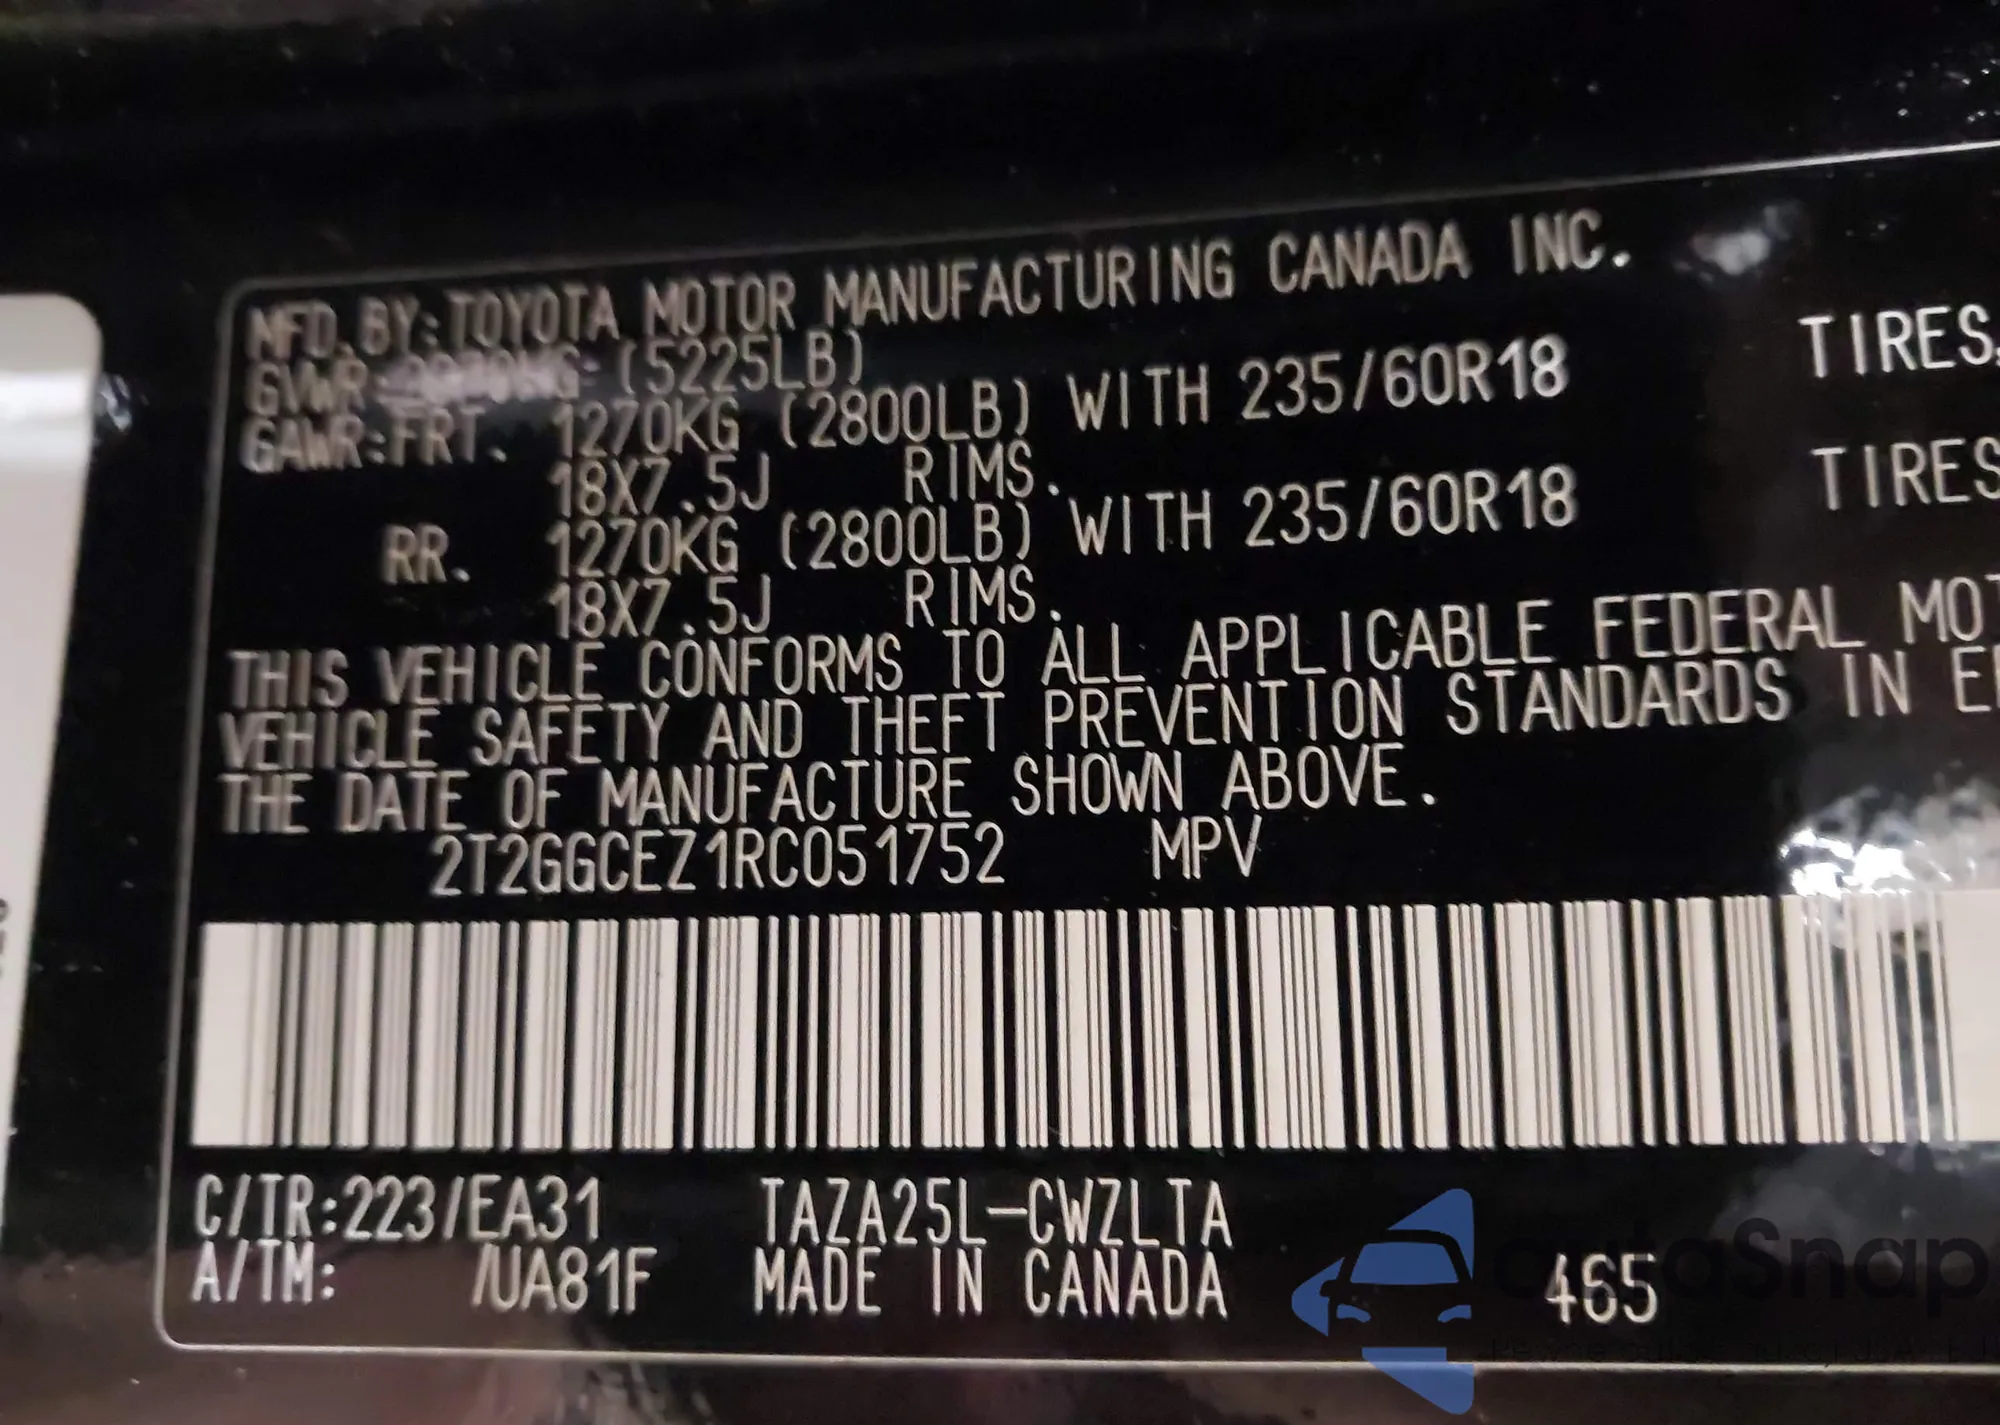 MFD. BY: TOYOTA MOTOR MANUFACTURING CANADA INC.
GVWR: (5225LB)
GAWR: FRT. 1270KG (2800LB) WITH 235/60R18 TIRES,
18X7.5J RIMS.
RR. 1270KG (2800LB) WITH 235/60R18 TIRES
18X7.5J RIMS.
THIS VEHICLE CONFORMS TO ALL APPLICABLE FEDERAL MOT
VEHICLE SAFETY AND THEFT PREVENTION STANDARDS IN
THE DATE OF MANUFACTURE SHOWN ABOVE.
2T2GGCEZ1RC051752 MPV
C/TR:223/EA31 TAZA25L-CWZLTA
A/TM: /UA81F MADE IN CANADA 465
autoSnap